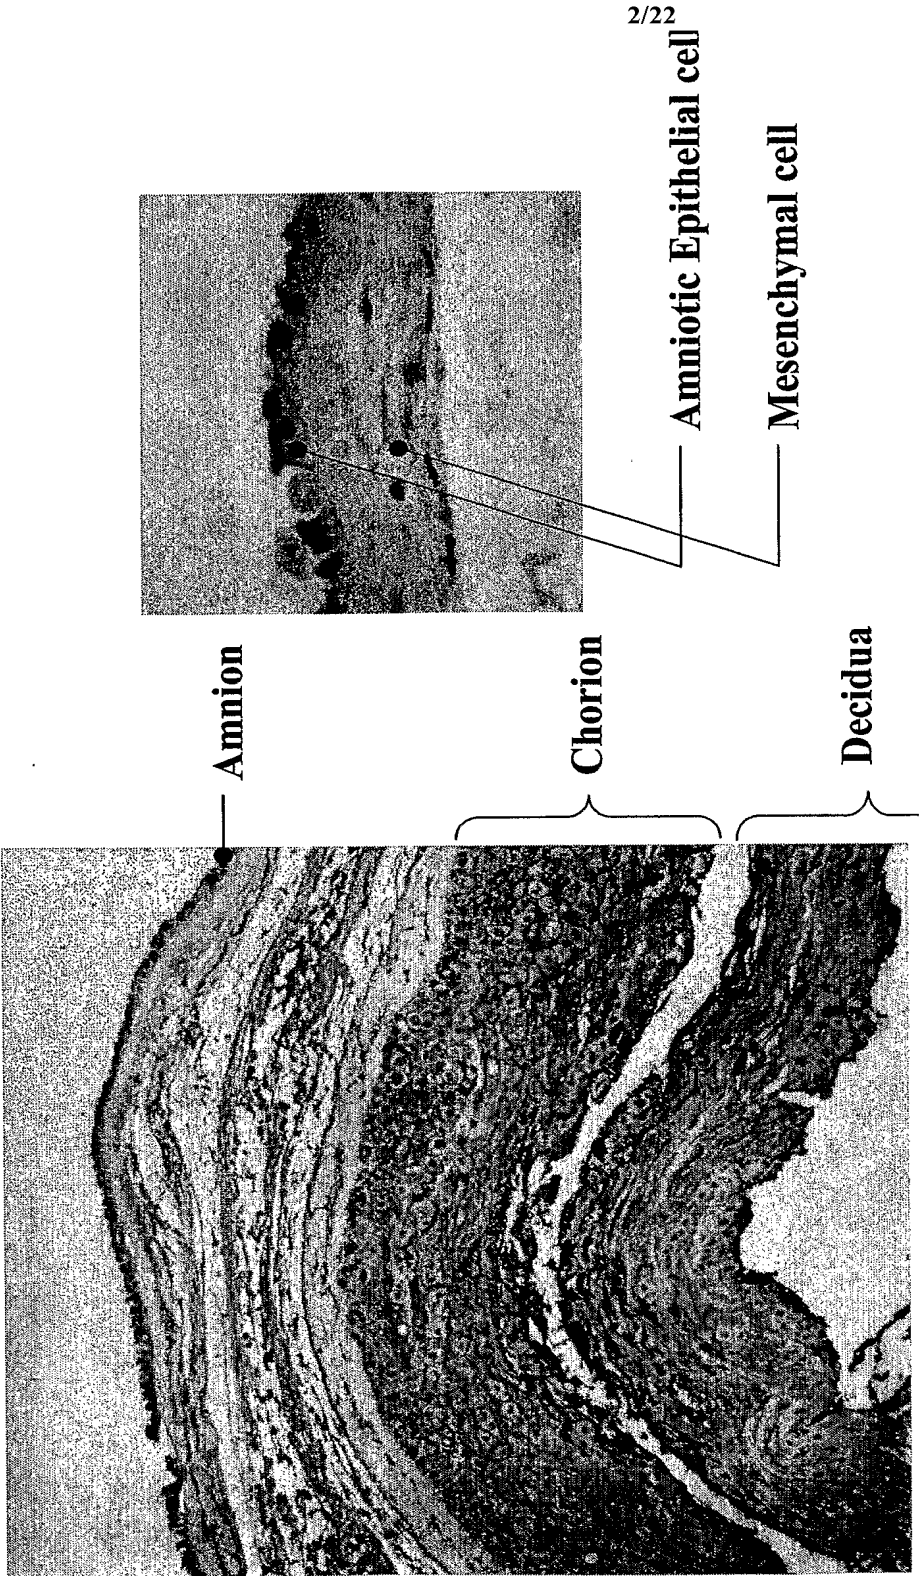 2/22
Amnion
Chorion
Decidua
Amniotic Epithelial cell
Mesenchymal cell